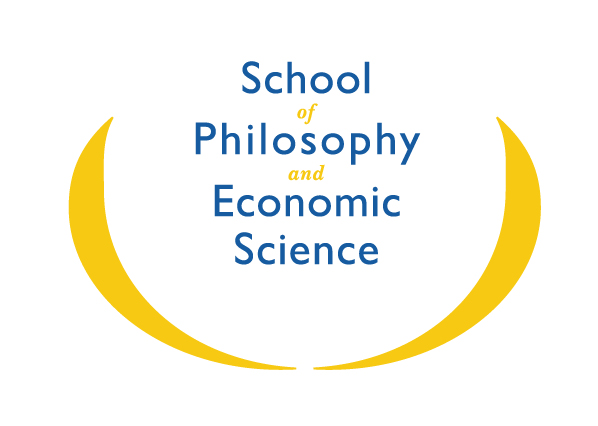 School
of
Philosophy
and
Economic
Science